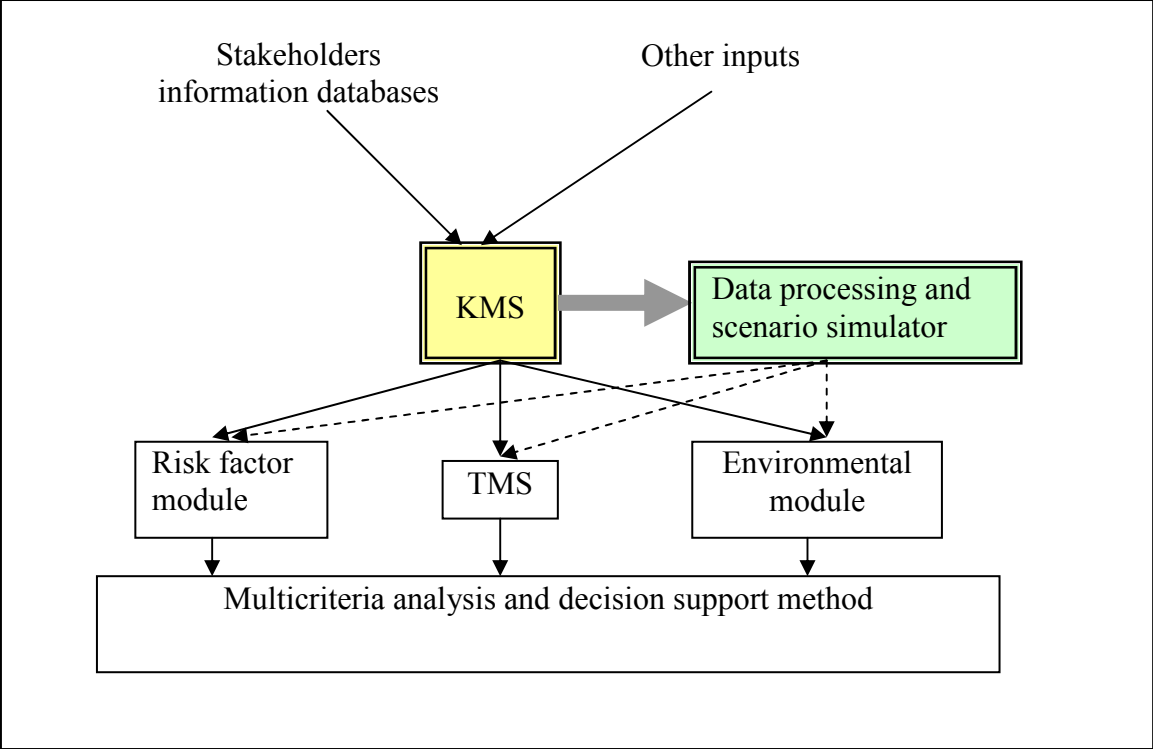 Stakeholders
information databases
Other inputs
KMS
Data processing and
scenario simulator
Risk factor
module
TMS
Environmental
module
Multicriteria analysis and decision support method